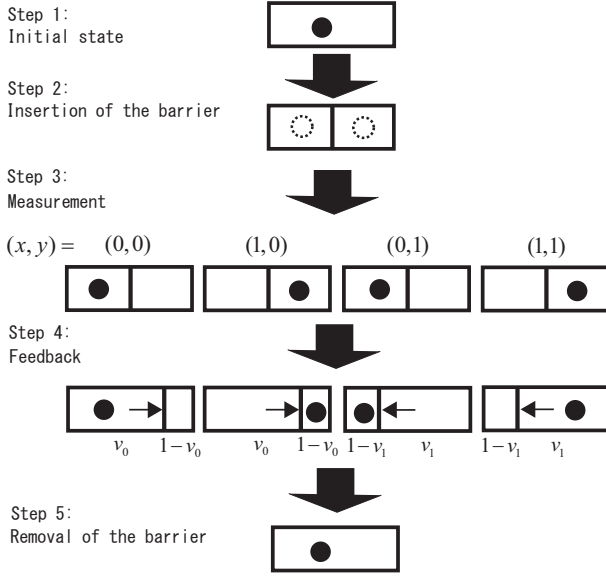 Step 1:
Initial state
Step 2:
Insertion of the barrier
Step 3:
Measurement
(x, y) = (0,0) (1,0) (0,1) (1,1)
Step 4:
Feedback
v₀ 1−v₀ v₀ 1−v₀ 1−v₁ v₁ 1−v₁ v₁
Step 5:
Removal of the barrier